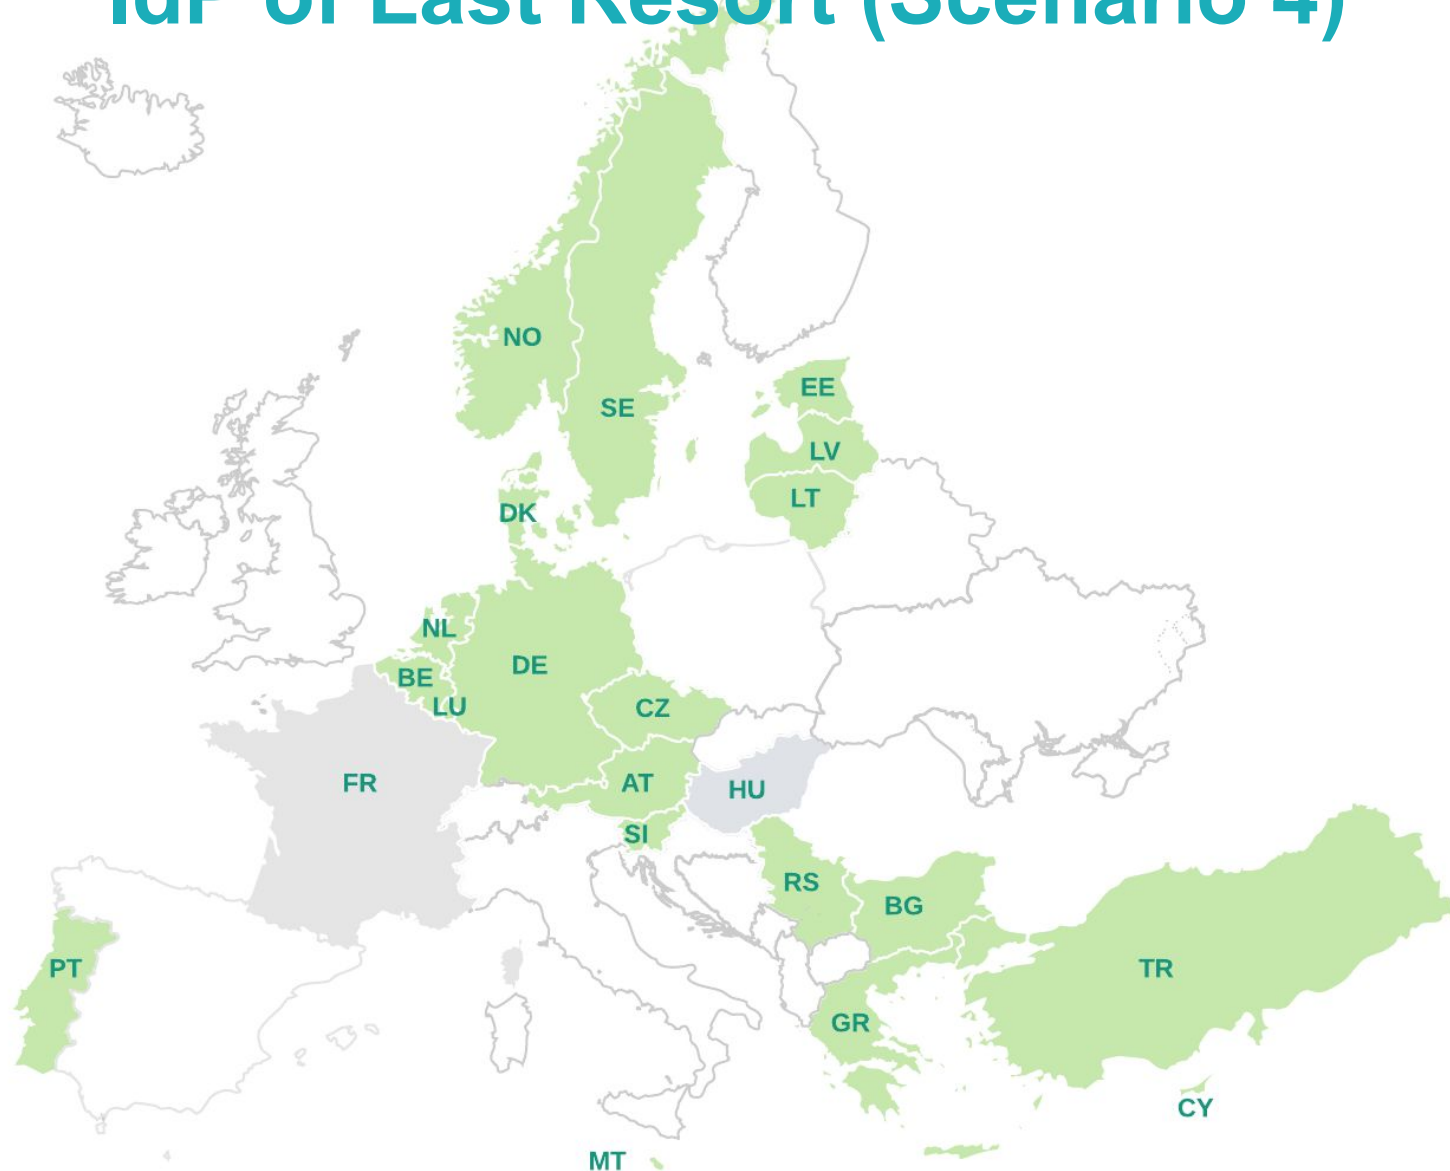 IdP of Last Resort (Scenario 4)
NO
SE
EE
LV
LT
DK
NL
DE
BE
LU
CZ
FR
AT
HU
SI
RS
BG
PT
TR
GR
CY
MT